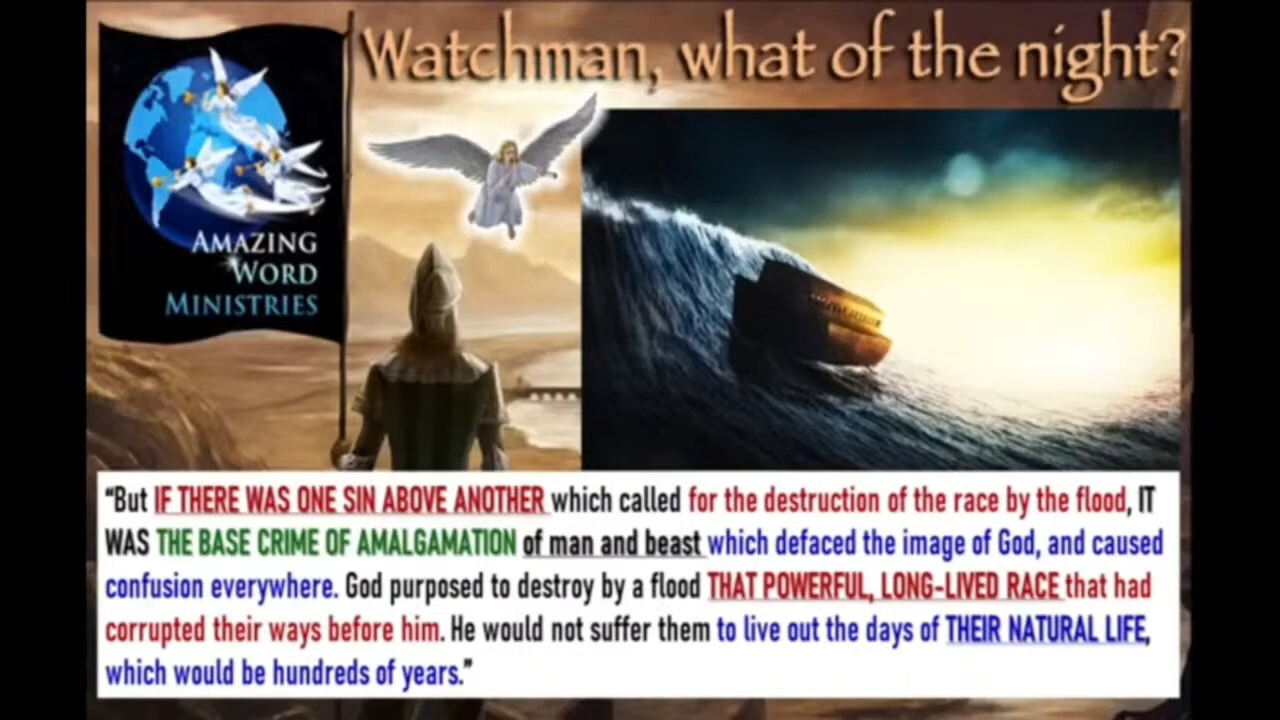 Watchman, what of the night?
AMAZING
WORD
MINISTRIES
“But IF THERE WAS ONE SIN ABOVE ANOTHER which called for the destruction of the race by the flood, IT
WAS THE BASE CRIME OF AMALGAMATION of man and beast which defaced the image of God, and caused
confusion everywhere. God purposed to destroy by a flood THAT POWERFUL, LONG-LIVED RACE that had
corrupted their ways before him. He would not suffer them to live out the days of THEIR NATURAL LIFE,
which would be hundreds of years.”